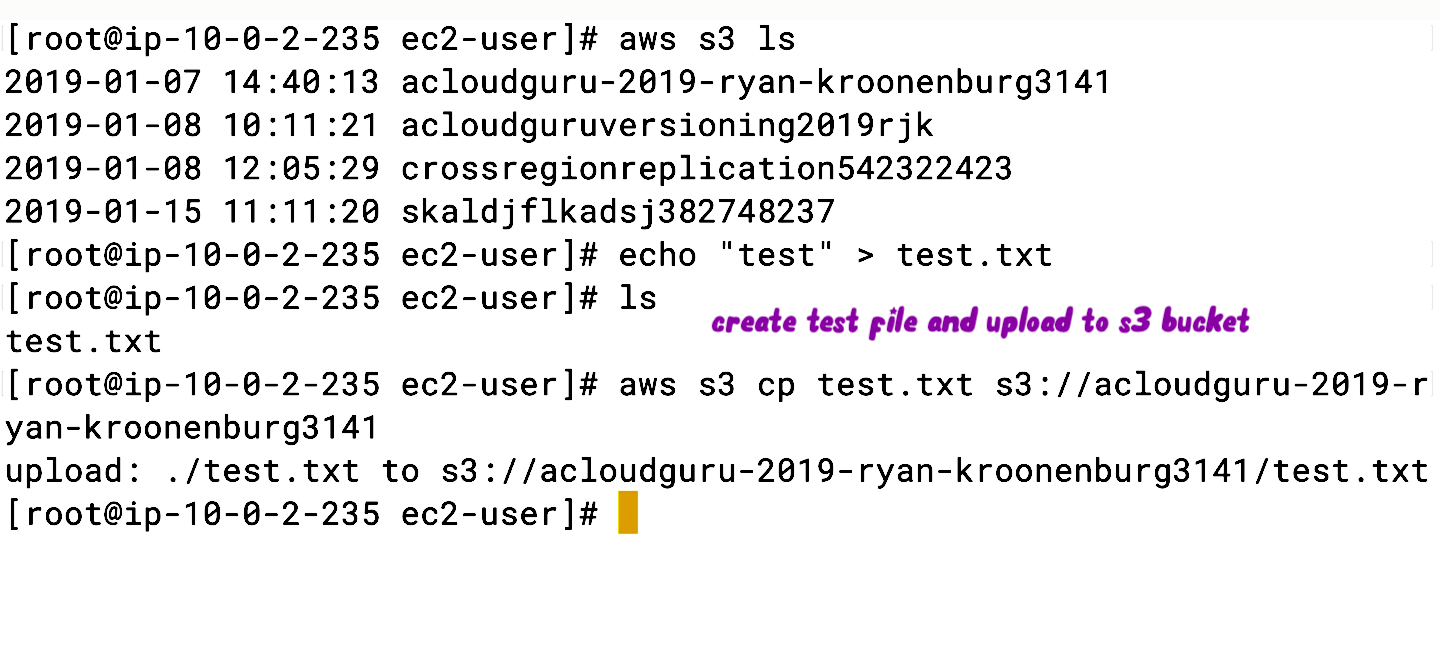 [root@ip-10-0-2-235 ec2-user]# aws s3 ls
2019-01-07 14:40:13 acloudguru-2019-ryan-kroonenburg3141
2019-01-08 10:11:21 acloudguruversioning2019rjk
2019-01-08 12:05:29 crossregionreplication542322423
2019-01-15 11:11:20 skaldjflkadsj382748237
[root@ip-10-0-2-235 ec2-user]# echo "test" > test.txt
[root@ip-10-0-2-235 ec2-user]# ls
create test file and upload to s3 bucket
test.txt
[root@ip-10-0-2-235 ec2-user]# aws s3 cp test.txt s3://acloudguru-2019-r
yan-kroonenburg3141
upload: ./test.txt to s3://acloudguru-2019-ryan-kroonenburg3141/test.txt
[root@ip-10-0-2-235 ec2-user]#